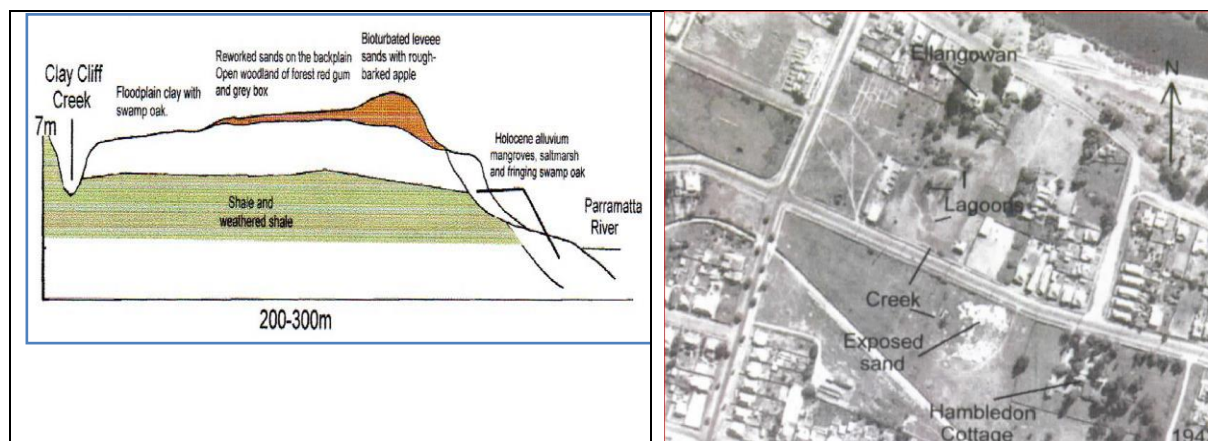 Clay Cliff
Creek
7m
Floodplain clay with
swamp oak.
Reworked sands on the backplain
Open woodland of forest red gum
and grey box
Bioturbated leveee
sands with rough-
barked apple
Holocene alluvium
mangroves, saltmarsh
and fringing swamp oak
Shale and
weathered shale
Parramatta
River
200-300m
Ellangowan
N
Lagoons
Creek
Exposed
sand
Hambledon
Cottage